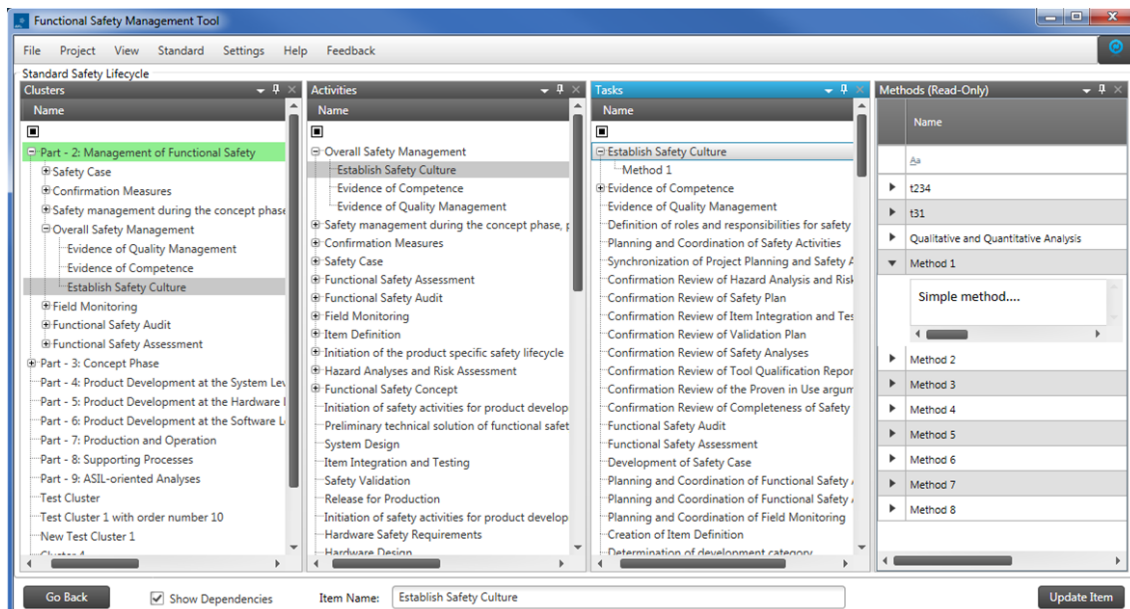 Functional Safety Management Tool
File Project View Standard Settings Help Feedback
Standard Safety Lifecycle
Clusters
Name
Part - 2: Management of Functional Safety
Safety Case
Confirmation Measures
Safety management during the concept phase
Overall Safety Management
Evidence of Quality Management
Evidence of Competence
Establish Safety Culture
Field Monitoring
Functional Safety Audit
Functional Safety Assessment
Part - 3: Concept Phase
Part - 4: Product Development at the System Lev
Part - 5: Product Development at the Hardware
Part - 6: Product Development at the Software L
Part - 7: Production and Operation
Part - 8: Supporting Processes
Part - 9: ASIL-oriented Analyses
Test Cluster
Test Cluster 1 with order number 10
New Test Cluster 1
Cluster 4
Activities
Name
Overall Safety Management
Establish Safety Culture
Evidence of Competence
Evidence of Quality Management
Safety management during the concept phase, p
Confirmation Measures
Safety Case
Functional Safety Assessment
Functional Safety Audit
Field Monitoring
Item Definition
Initiation of the product specific safety lifecycle
Hazard Analyses and Risk Assessment
Functional Safety Concept
Initiation of safety activities for product develop
Preliminary technical solution of functional safet
System Design
Item Integration and Testing
Safety Validation
Release for Production
Initiation of safety activities for product develop
Hardware Safety Requirements
Hardware Design
Tasks
Name
Establish Safety Culture
Method 1
Evidence of Competence
Evidence of Quality Management
Definition of roles and responsibilities for safety
Planning and Coordination of Safety Activities
Synchronization of Project Planning and Safety A
Confirmation Review of Hazard Analysis and Risk
Confirmation Review of Safety Plan
Confirmation Review of Item Integration and Tes
Confirmation Review of Validation Plan
Confirmation Review of Safety Analyses
Confirmation Review of Tool Qualification Repor
Confirmation Review of the Proven in Use argum
Confirmation Review of Completeness of Safety
Functional Safety Audit
Functional Safety Assessment
Development of Safety Case
Planning and Coordination of Functional Safety
Planning and Coordination of Functional Safety
Planning and Coordination of Field Monitoring
Creation of Item Definition
Determination of development category
Methods (Read-Only)
Name
Aa
t234
t31
Qualitative and Quantitative Analysis
Method 1
Simple method....
Method 2
Method 3
Method 4
Method 5
Method 6
Method 7
Method 8
Go Back
Show Dependencies
Item Name: Establish Safety Culture
Update Item